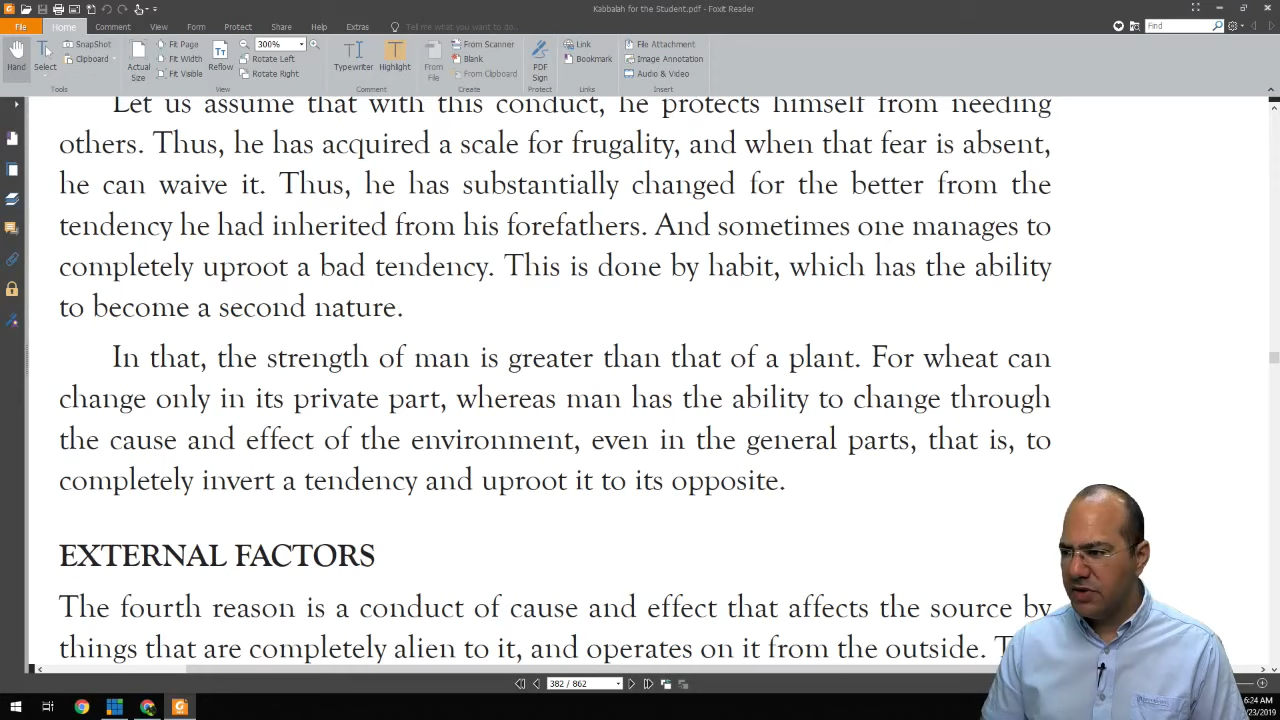 Kabbalah for the Student.pdf - Foxit Reader
File Home Comment View Form Protect Share Help Extras Tell me what you want to do... Find
Hand Select SnapShot Clipboard Actual Size Fit Page Fit Width Fit Visible Reflow 300% Rotate Left Rotate Right Typewriter Highlight From File From Scanner Blank From Clipboard PDF Sign Link Bookmark File Attachment Image Annotation Audio & Video
Tools View Comment Create Protect Links Insert
Let us assume that with this conduct, he protects himself from needing
others. Thus, he has acquired a scale for frugality, and when that fear is absent,
he can waive it. Thus, he has substantially changed for the better from the
tendency he had inherited from his forefathers. And sometimes one manages to
completely uproot a bad tendency. This is done by habit, which has the ability
to become a second nature.
In that, the strength of man is greater than that of a plant. For wheat can
change only in its private part, whereas man has the ability to change through
the cause and effect of the environment, even in the general parts, that is, to
completely invert a tendency and uproot it to its opposite.
EXTERNAL FACTORS
The fourth reason is a conduct of cause and effect that affects the source by
things that are completely alien to it, and operates on it from the outside.
382 / 862
6:24 AM
/23/2019